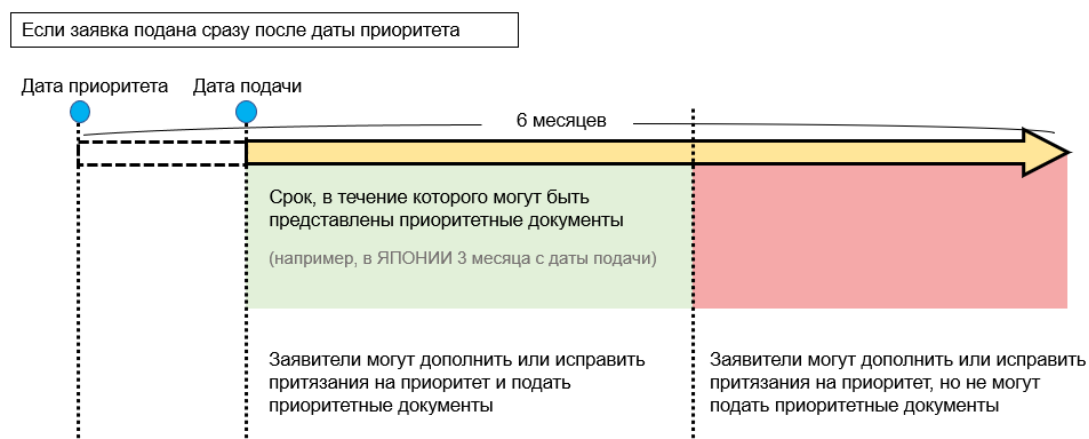 Если заявка подана сразу после даты приоритета
Дата приоритета
Дата подачи
6 месяцев
Срок, в течение которого могут быть
представлены приоритетные документы
(например, в ЯПОНИИ 3 месяца с даты подачи)
Заявители могут дополнить или исправить
притязания на приоритет и подать
приоритетные документы
Заявители могут дополнить или исправить
притязания на приоритет, но не могут
подать приоритетные документы